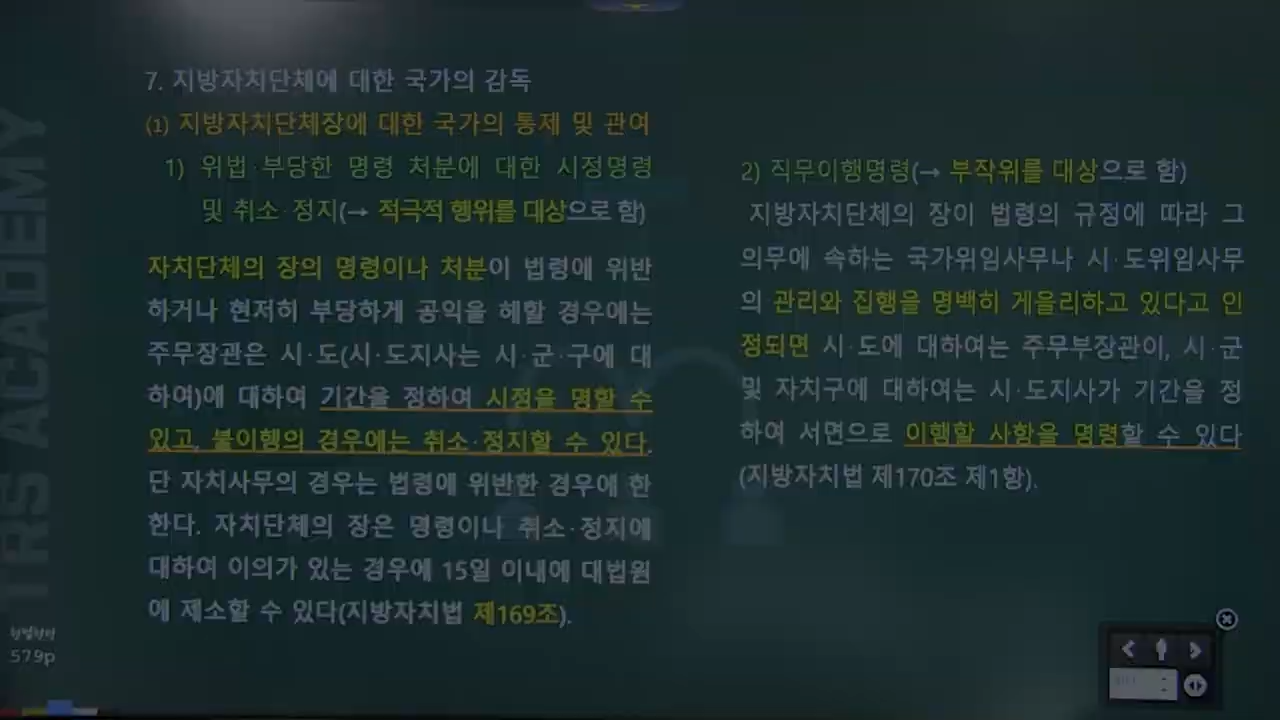 7. 지방자치단체에 대한 국가의 감독
(1) 지방자치단체장에 대한 국가의 통제 및 관여
1) 위법·부당한 명령 처분에 대한 시정명령
및 취소·정지(→ 적극적 행위를 대상으로 함)
자치단체의 장의 명령이나 처분이 법령에 위반
하거나 현저히 부당하게 공익을 해할 경우에는
주무장관은 시·도(시·도지사는 시·군·구에 대
하여)에 대하여 기간을 정하여 시정을 명할 수
있고, 불이행의 경우에는 취소·정지할 수 있다.
단 자치사무의 경우는 법령에 위반한 경우에 한
한다. 자치단체의 장은 명령이나 취소·정지에
대하여 이의가 있는 경우에 15일 이내에 대법원
에 제소할 수 있다(지방자치법 제169조).
2) 직무이행명령(→ 부작위를 대상으로 함)
지방자치단체의 장이 법령의 규정에 따라 그
의무에 속하는 국가위임사무나 시·도위임사무
의 관리와 집행을 명백히 게을리하고 있다고 인
정되면 시·도에 대하여는 주무부장관이, 시·군
및 자치구에 대하여는 시·도지사가 기간을 정
하여 서면으로 이행할 사항을 명령할 수 있다
(지방자치법 제170조 제1항).
TRS ACADEMY
579p